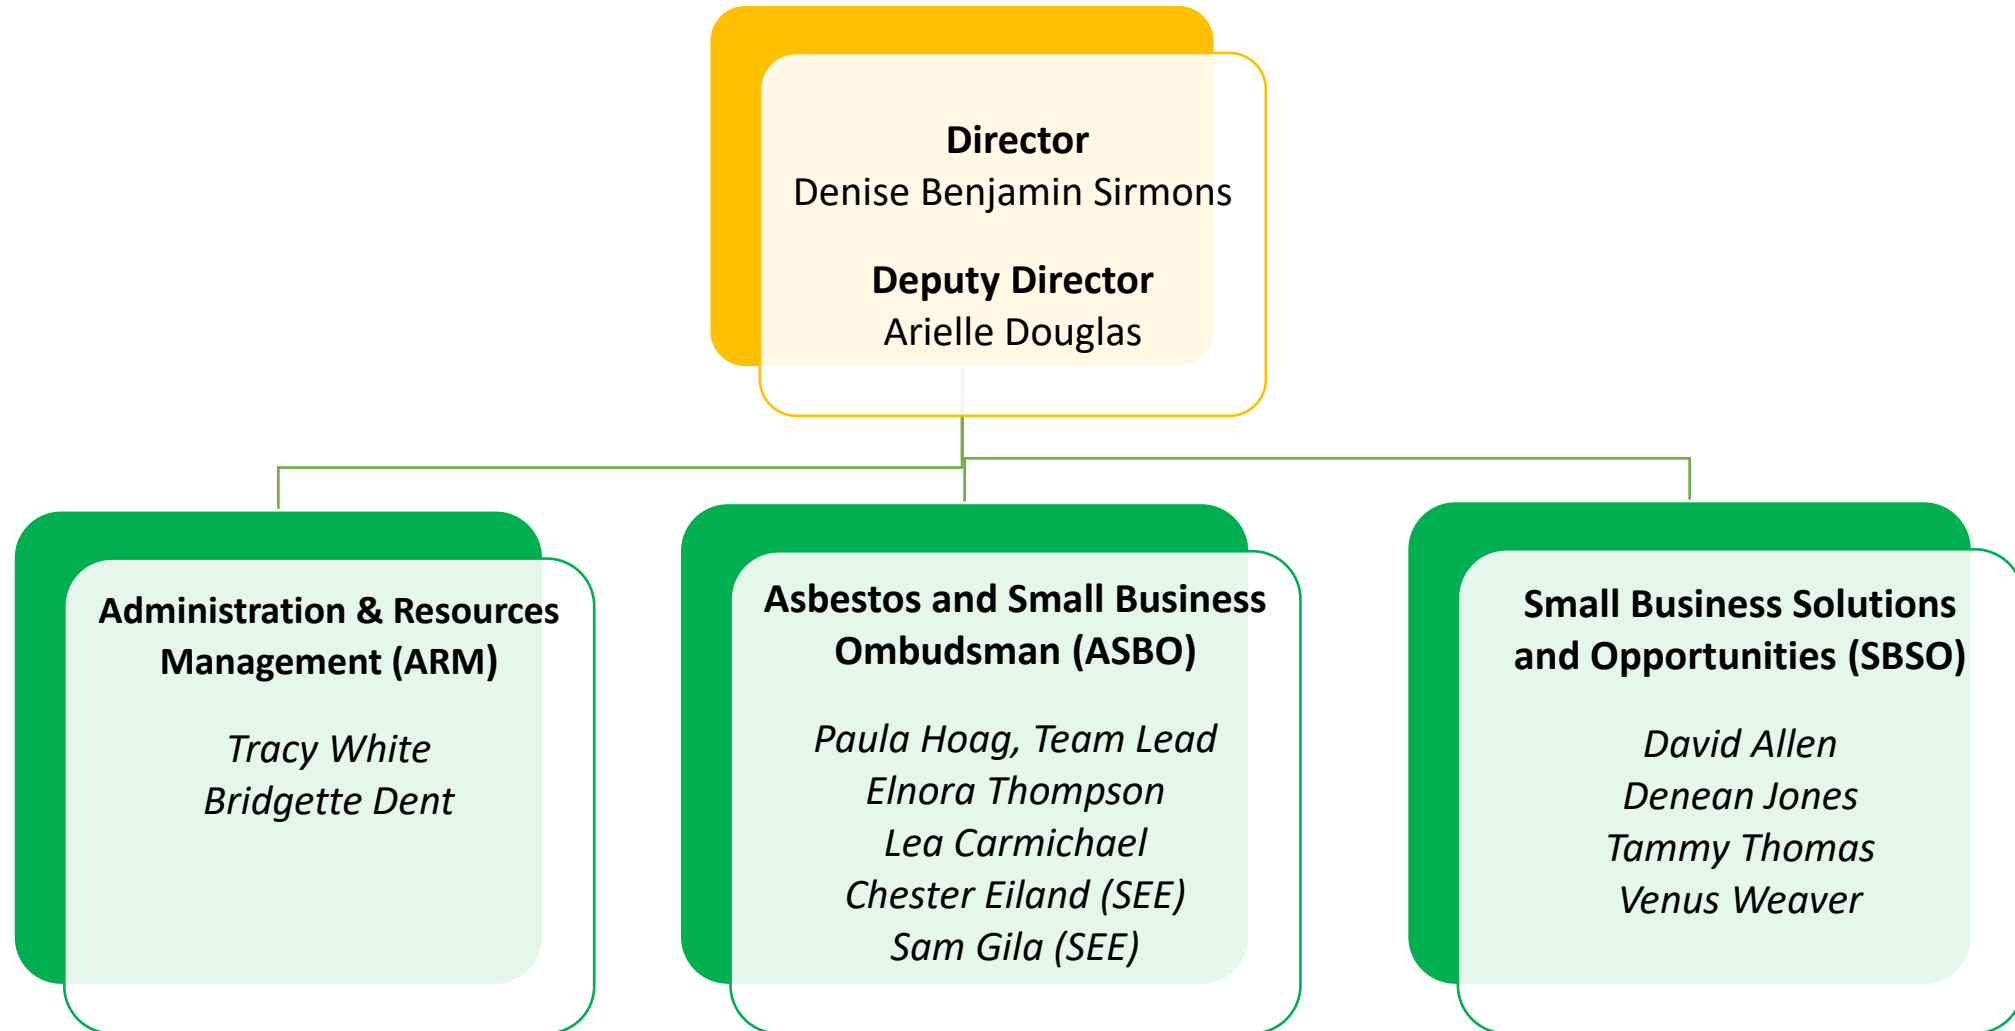 Director
Denise Benjamin Sirmons
Deputy Director
Arielle Douglas
Administration & Resources
Management (ARM)
Tracy White
Bridgette Dent
Asbestos and Small Business
Ombudsman (ASBO)
Paula Hoag, Team Lead
Elnora Thompson
Lea Carmichael
Chester Eiland (SEE)
Sam Gila (SEE)
Small Business Solutions
and Opportunities (SBSO)
David Allen
Denean Jones
Tammy Thomas
Venus Weaver